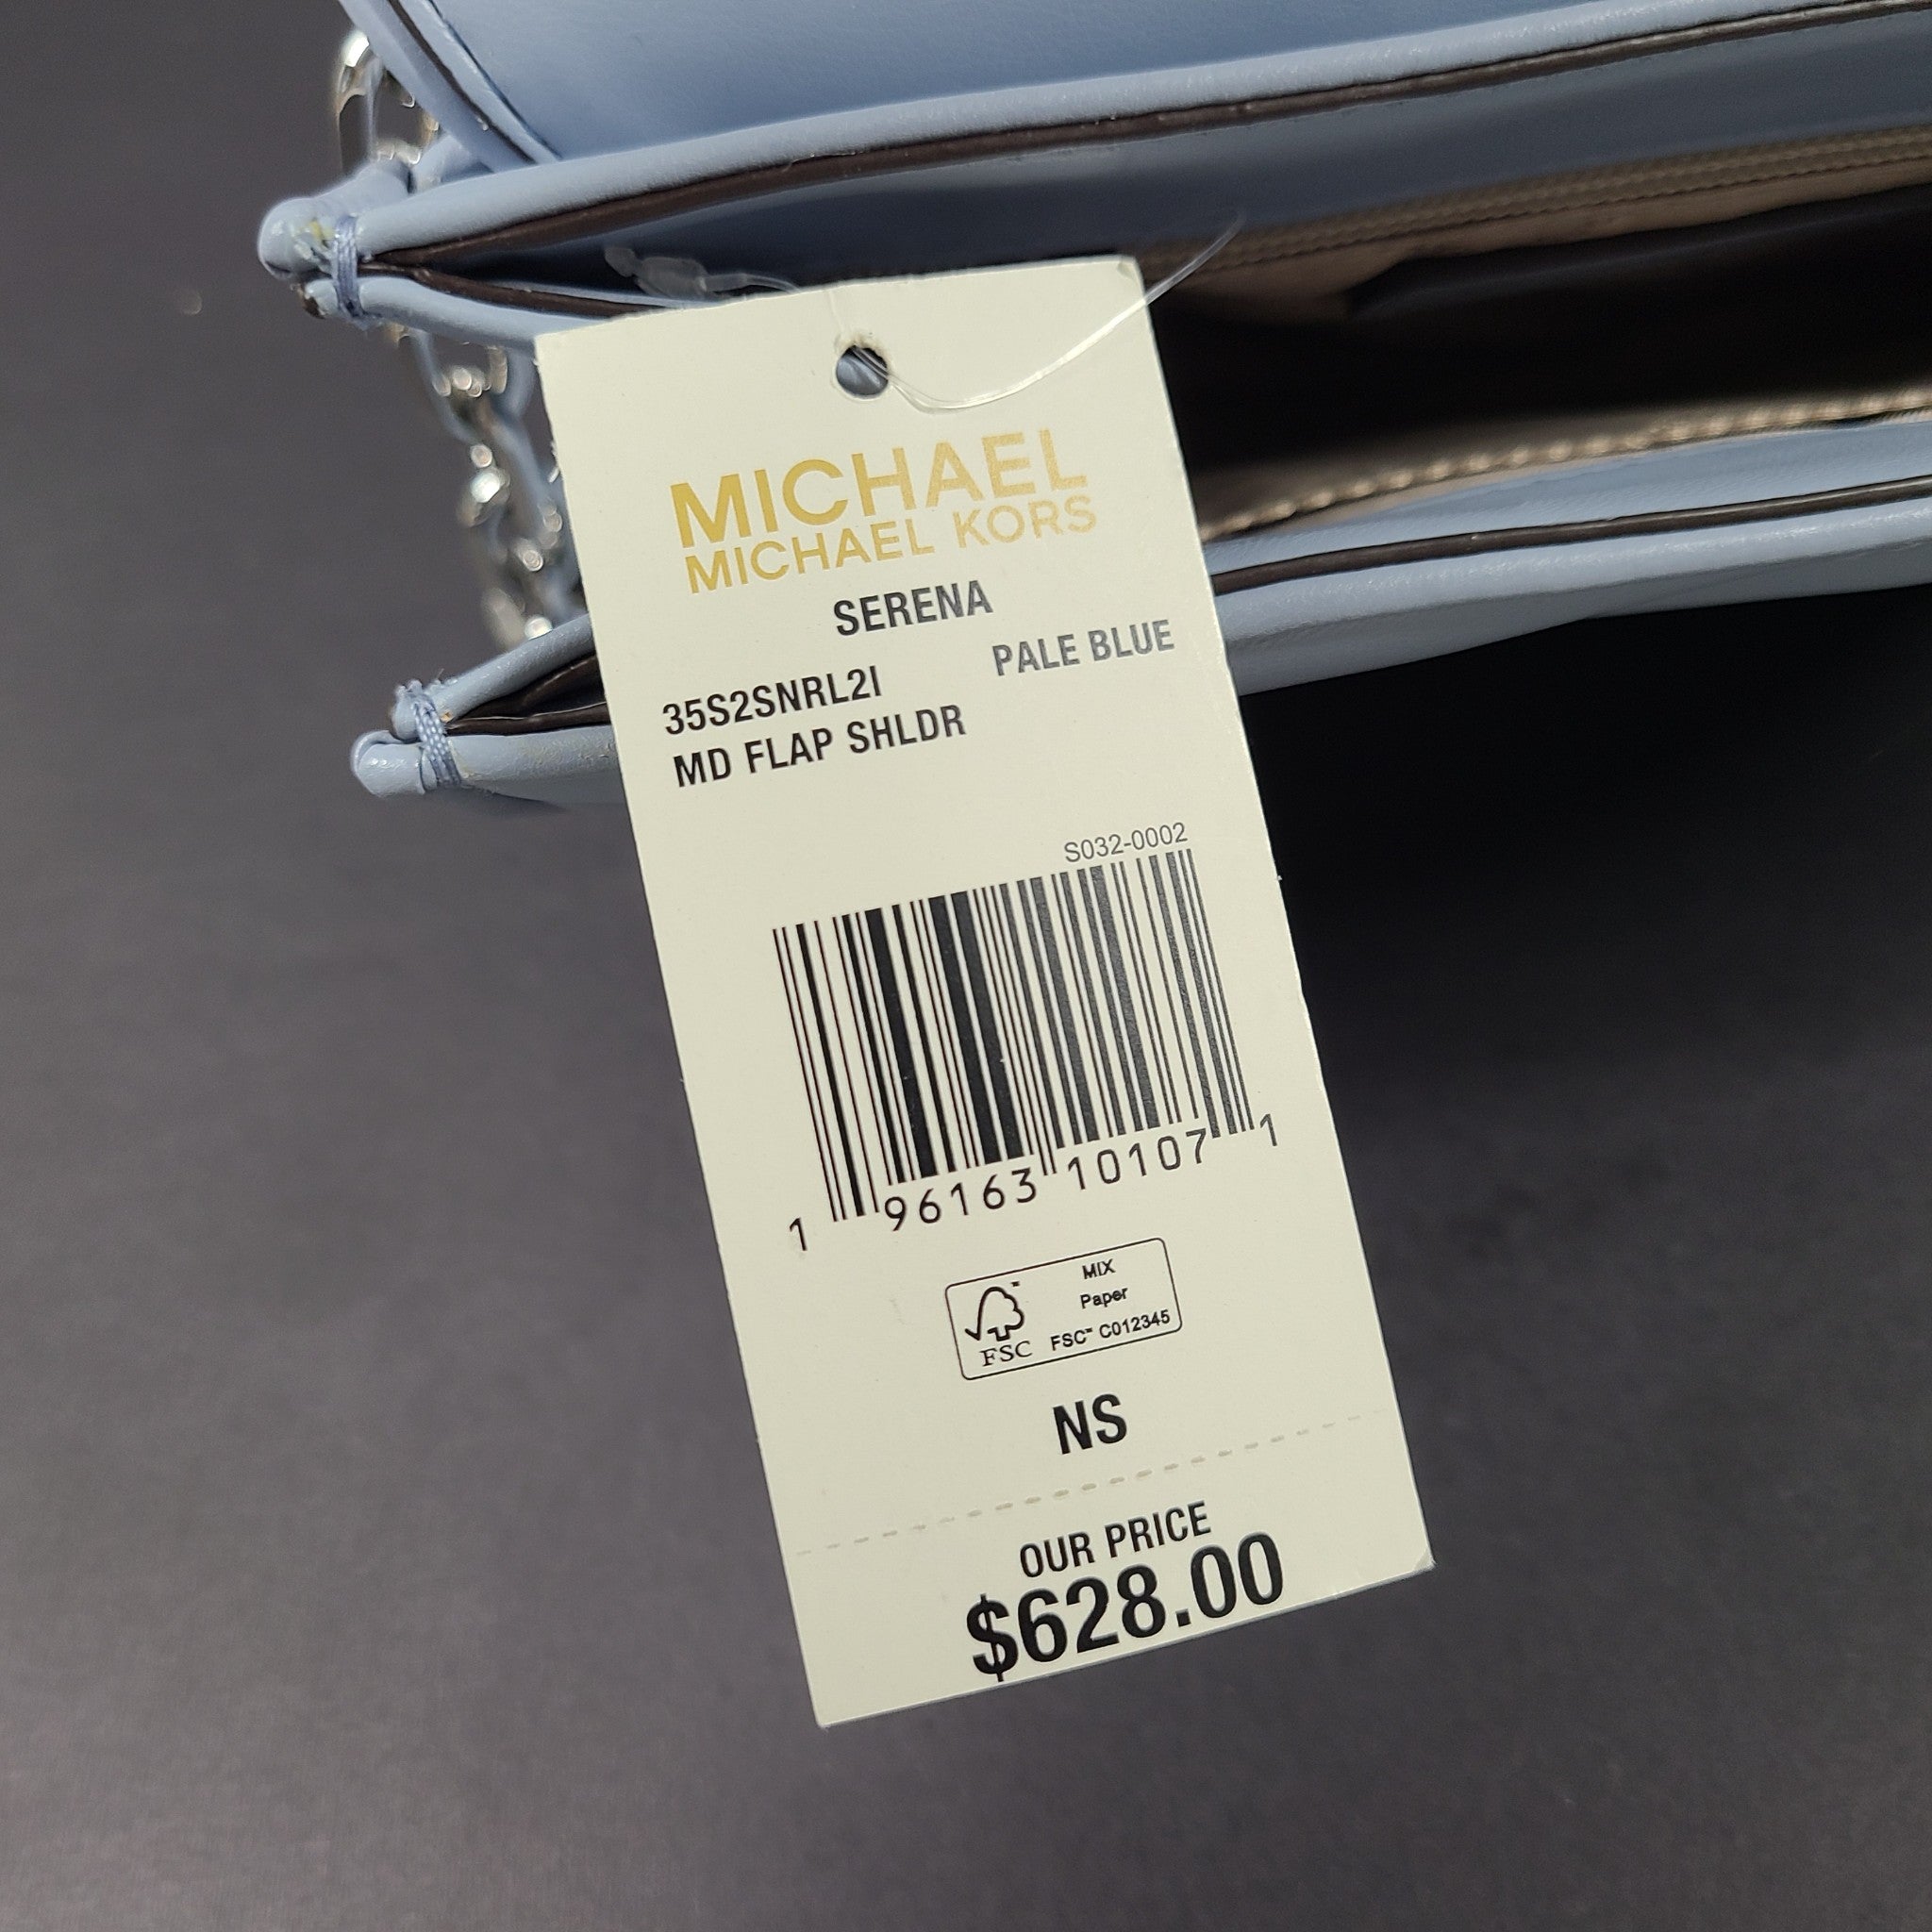 MICHAEL
MICHAEL KORS
SERENA
35S2SNRL2I PALE BLUE
MD FLAP SHLDR
S032-0002
1 96163 10107 1
FSC
MIX
Paper
FSC™ C012345
NS
OUR PRICE
$628.00